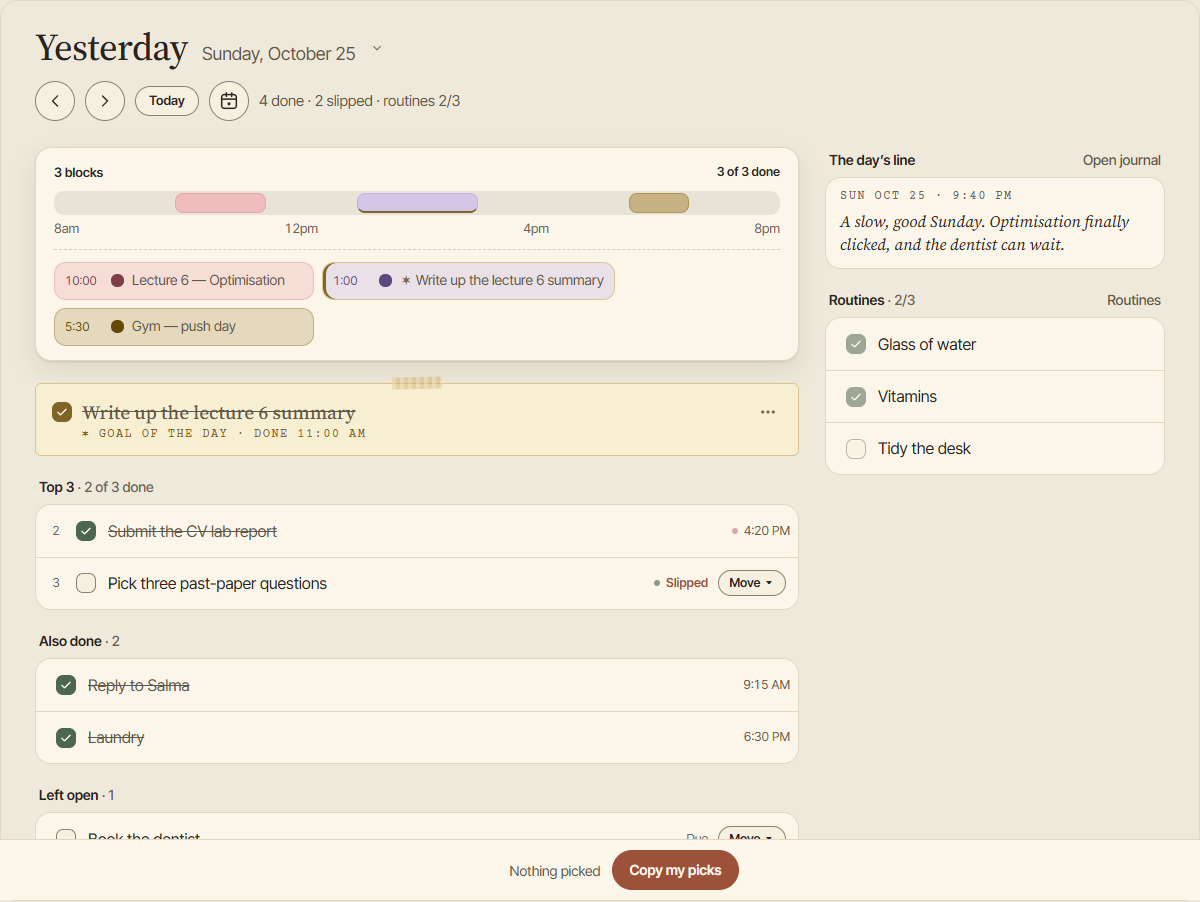 Yesterday Sunday, October 25
Today 4 done · 2 slipped · routines 2/3
3 blocks 3 of 3 done
8am 12pm 4pm 8pm
10:00 Lecture 6 — Optimisation 1:00 ✶ Write up the lecture 6 summary
5:30 Gym — push day
Write up the lecture 6 summary
✶ GOAL OF THE DAY · DONE 11:00 AM
Top 3 · 2 of 3 done
2 Submit the CV lab report 4:20 PM
3 Pick three past-paper questions Slipped Move
Also done · 2
Reply to Salma 9:15 AM
Laundry 6:30 PM
Left open · 1
Book the dentist Due Move
The day's line Open journal
SUN OCT 25 · 9:40 PM
A slow, good Sunday. Optimisation finally
clicked, and the dentist can wait.
Routines · 2/3 Routines
Glass of water
Vitamins
Tidy the desk
Nothing picked Copy my picks